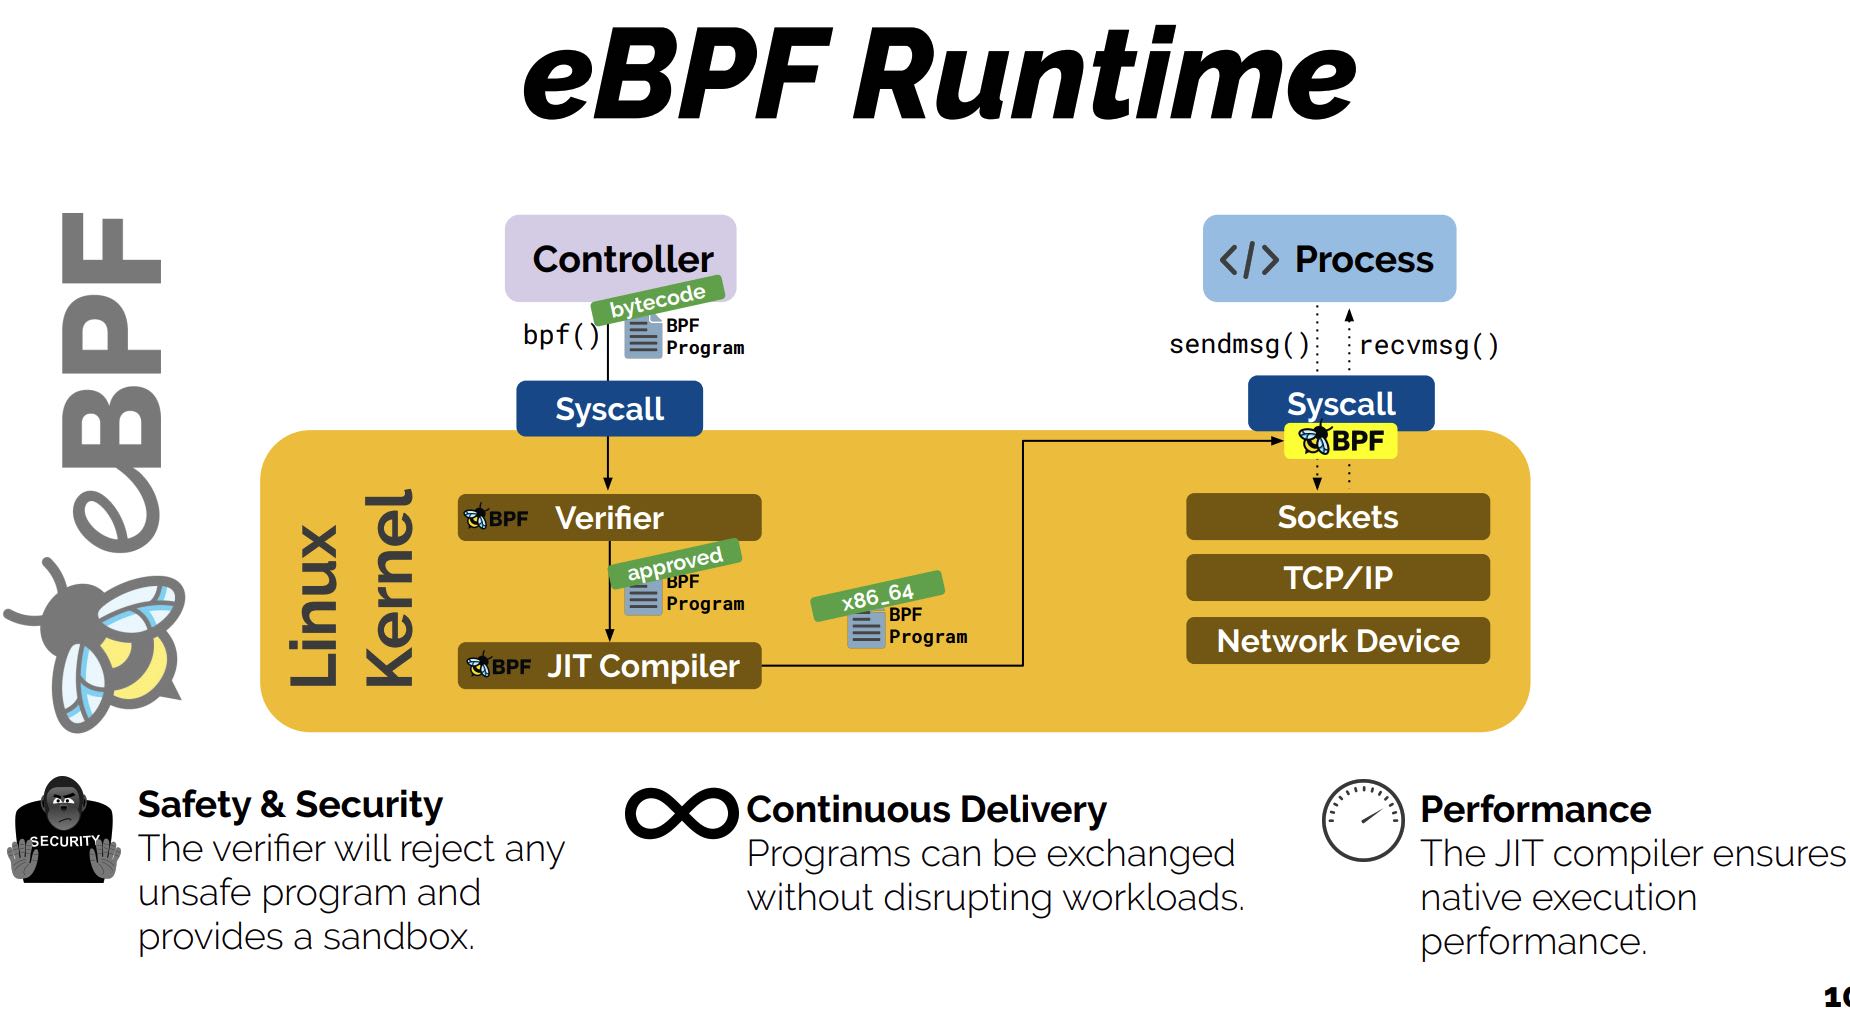 eBPF Runtime
eBPF
Controller
bytecode
bpf()
BPF
Program
Syscall
</> Process
sendmsg()
recvmsg()
Syscall
BPF
Linux
Kernel
BPF Verifier
approved
BPF
Program
BPF JIT Compiler
x86_64
BPF
Program
Sockets
TCP/IP
Network Device
SECURITY
Safety & Security
The verifier will reject any
unsafe program and
provides a sandbox.
Continuous Delivery
Programs can be exchanged
without disrupting workloads.
Performance
The JIT compiler ensures
native execution
performance.